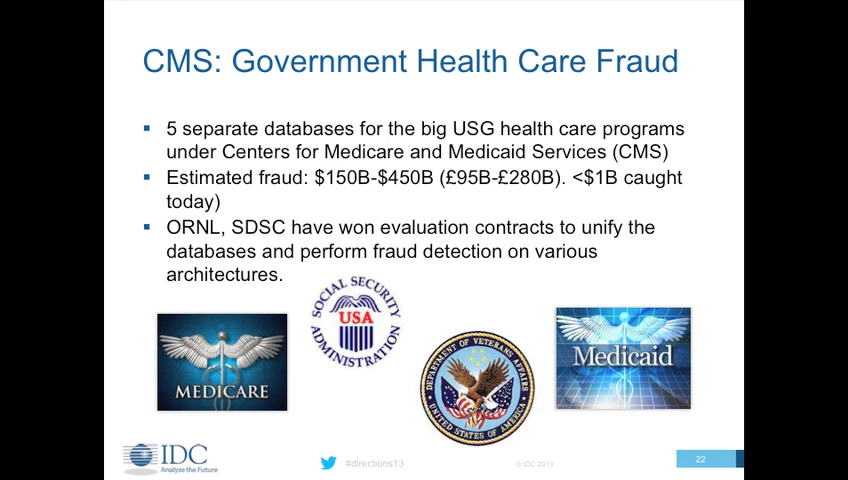 CMS: Government Health Care Fraud
5 separate databases for the big USG health care programs
under Centers for Medicare and Medicaid Services (CMS)
Estimated fraud: $150B-$450B (£95B-£280B). <$1B caught
today)
ORNL, SDSC have won evaluation contracts to unify the
databases and perform fraud detection on various
architectures.
SOCIAL SECURITY
USA
ADMINISTRATION
MEDICARE
DEPARTMENT OF VETERANS AFFAIRS
UNITED STATES OF AMERICA
Medicaid
IDC
Analyze the Future
#directions13
© IDC 2013
22